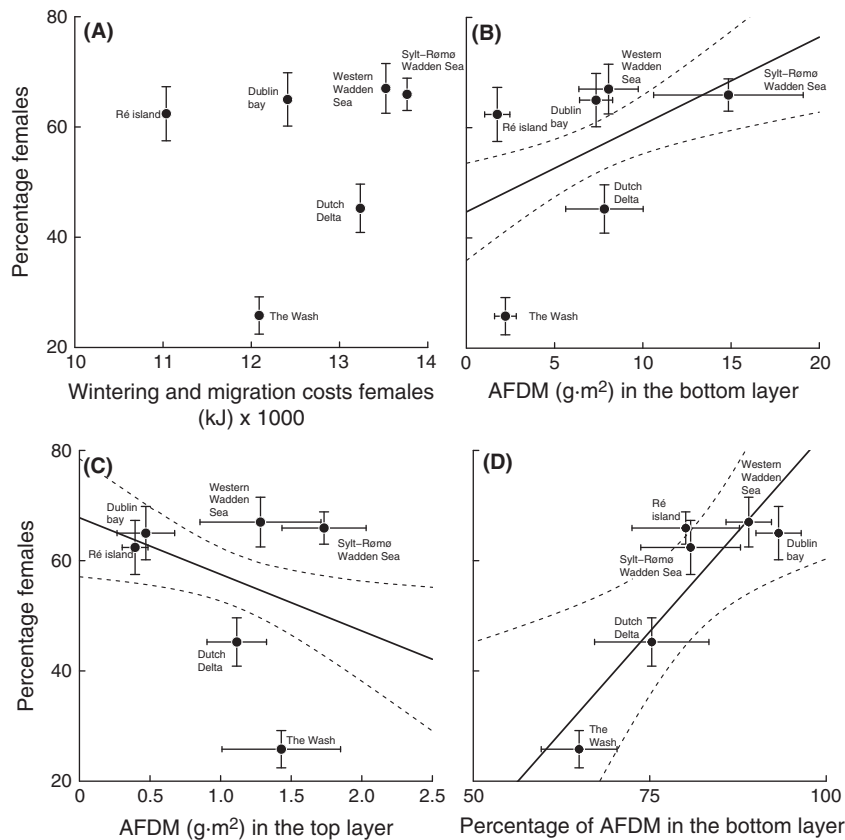 (A)
Percentage females
80
60
40
20
Ré island
Dublin
bay
Western
Wadden
Sea
Sylt–Rømø
Wadden Sea
Dutch
Delta
The Wash
10
11
12
13
14
Wintering and migration costs females
(kJ) x 1000
(B)
Western
Wadden
Sea
Sylt–Rømø
Wadden Sea
Dublin
bay
Ré island
Dutch
Delta
The Wash
0
5
10
15
20
AFDM (g·m²) in the bottom layer
(C)
Percentage females
80
60
40
20
Dublin
bay
Ré island
Western
Wadden
Sea
Sylt–Rømø
Wadden Sea
Dutch
Delta
The Wash
0
0.5
1.0
1.5
2.0
2.5
AFDM (g·m²) in the top layer
(D)
Western
Wadden
Sea
Ré
island
Sylt–Rømø
Wadden Sea
Dublin
bay
Dutch
Delta
The
Wash
50
75
100
Percentage of AFDM in the bottom layer